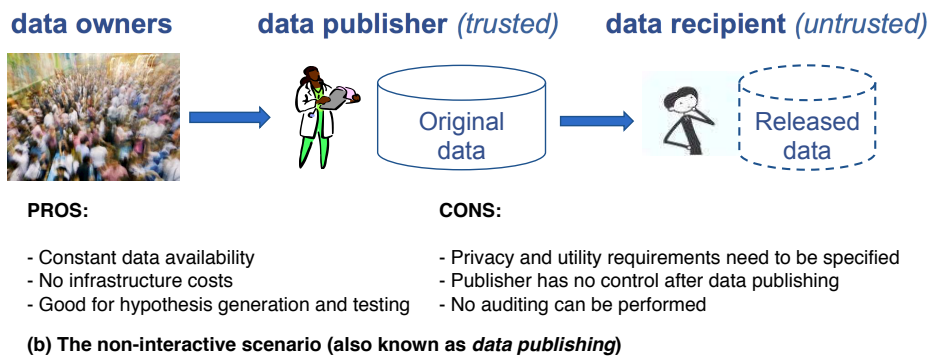 data owners data publisher (trusted) data recipient (untrusted)
Original
data
Released
data
PROS:
- Constant data availability
- No infrastructure costs
- Good for hypothesis generation and testing
CONS:
- Privacy and utility requirements need to be specified
- Publisher has no control after data publishing
- No auditing can be performed
(b) The non-interactive scenario (also known as data publishing)